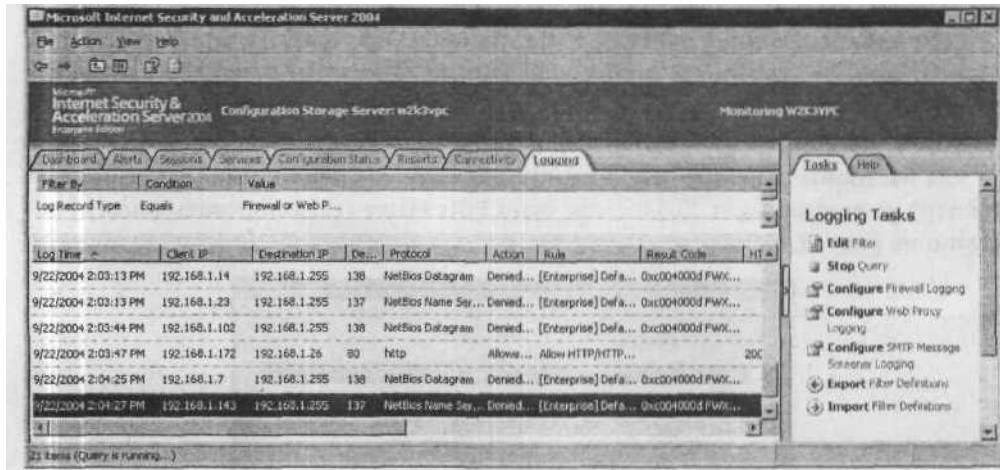 Microsoft Internet Security and Acceleration Server 2004
File Action View Help
Microsoft
Internet Security &
Acceleration Server 2004
Enterprise Edition
Configuration Storage Server: w2k3vpc
Monitoring W2K3VPC
Dashboard Alerts Sessions Services Configuration Status Reports Connectivity Logging
Tasks Help
Filter By Condition Value
Log Record Type Equals Firewall or Web P...
Log Time Client IP Destination IP De... Protocol Action Rule Result Code HT
9/22/2004 2:03:13 PM 192.168.1.14 192.168.1.255 138 NetBios Datagram Denied... [Enterprise] Defa... 0xc004000d FWX...
9/22/2004 2:03:13 PM 192.168.1.23 192.168.1.255 137 NetBios Name Ser... Denied... [Enterprise] Defa... 0xc004000d FWX...
9/22/2004 2:03:44 PM 192.168.1.102 192.168.1.255 138 NetBios Datagram Denied... [Enterprise] Defa... 0xc004000d FWX...
9/22/2004 2:03:47 PM 192.168.1.172 192.168.1.26 80 http Allowe... Allow HTTP/HTTP... 200
9/22/2004 2:04:25 PM 192.168.1.7 192.168.1.255 138 NetBios Datagram Denied... [Enterprise] Defa... 0xc004000d FWX...
9/22/2004 2:04:27 PM 192.168.1.143 192.168.1.255 137 NetBios Name Ser... Denied... [Enterprise] Defa... 0xc004000d FWX...
Logging Tasks
Edit Filter
Stop Query
Configure Firewall Logging
Configure Web Proxy
Logging
Configure SMTP Message
Screener Logging
Export Filter Definitions
Import Filter Definitions
21 items (Query is running...)